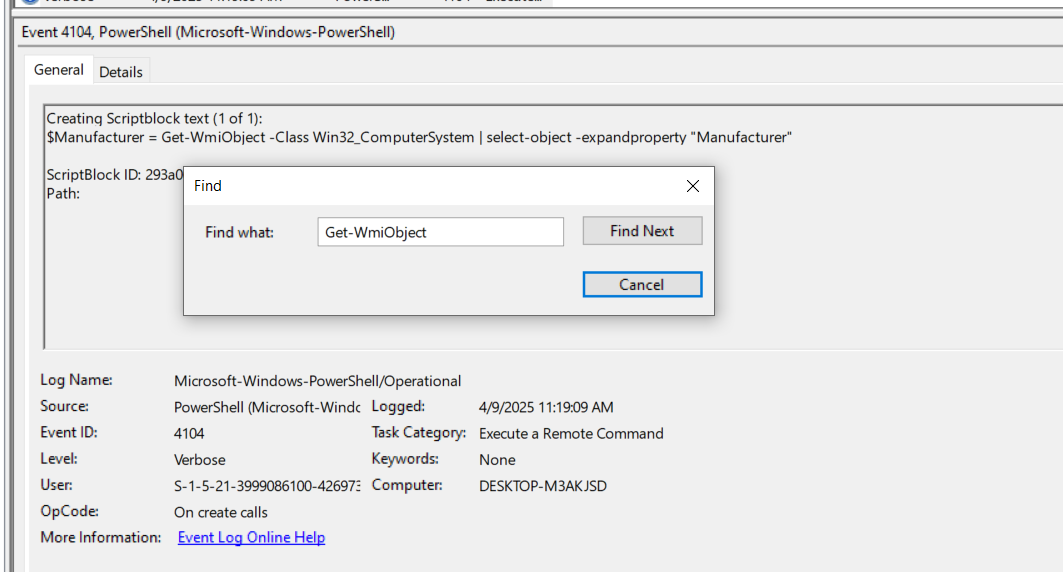 Event 4104, PowerShell (Microsoft-Windows-PowerShell)
General Details
Creating Scriptblock text (1 of 1):
$Manufacturer = Get-WmiObject -Class Win32_ComputerSystem | select-object -expandproperty "Manufacturer"
ScriptBlock ID: 293a0
Path:
Find
Find what: Get-WmiObject Find Next
Cancel
Log Name: Microsoft-Windows-PowerShell/Operational
Source: PowerShell (Microsoft-Windo Logged: 4/9/2025 11:19:09 AM
Event ID: 4104 Task Category: Execute a Remote Command
Level: Verbose Keywords: None
User: S-1-5-21-3999086100-426973 Computer: DESKTOP-M3AKJSD
OpCode: On create calls
More Information: Event Log Online Help